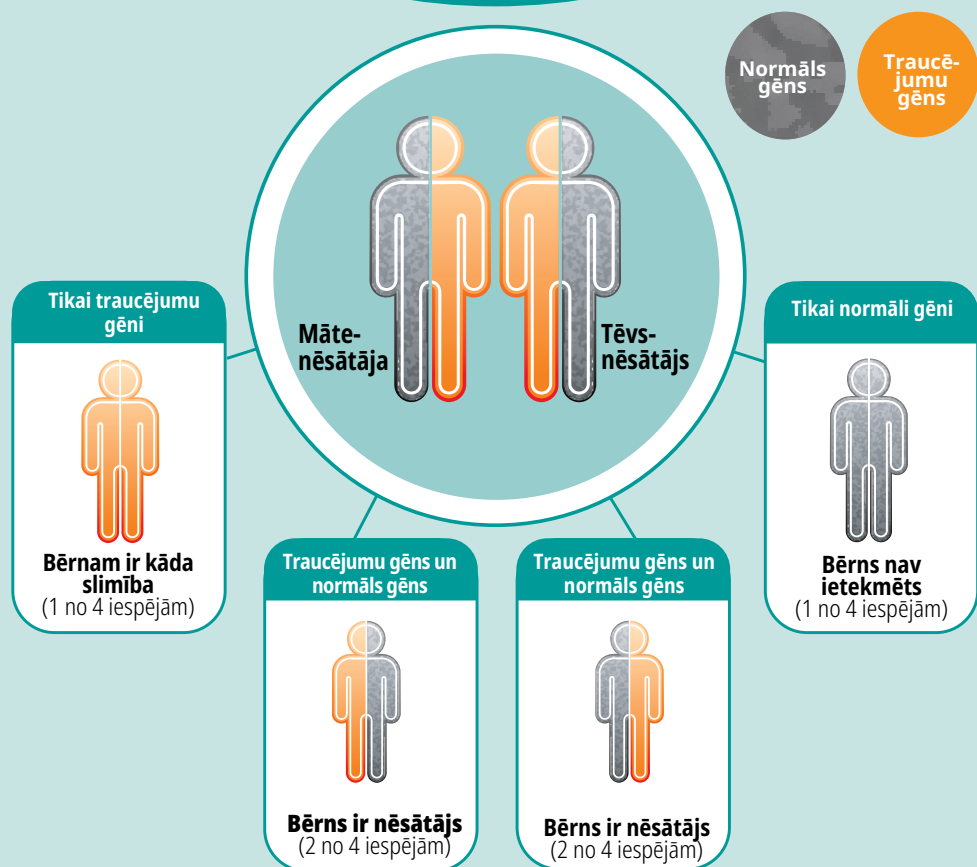 Normāls
gēns
Traucē-
jumu
gēns
Māte-
nēsātāja
Tēvs-
nēsātājs
Tikai traucējumu
gēni
Bērnam ir kāda
slimība
(1 no 4 iespējām)
Traucējumu gēns un
normāls gēns
Bērns ir nēsātājs
(2 no 4 iespējām)
Traucējumu gēns un
normāls gēns
Bērns ir nēsātājs
(2 no 4 iespējām)
Tikai normāli gēni
Bērns nav
ietekmēts
(1 no 4 iespējām)